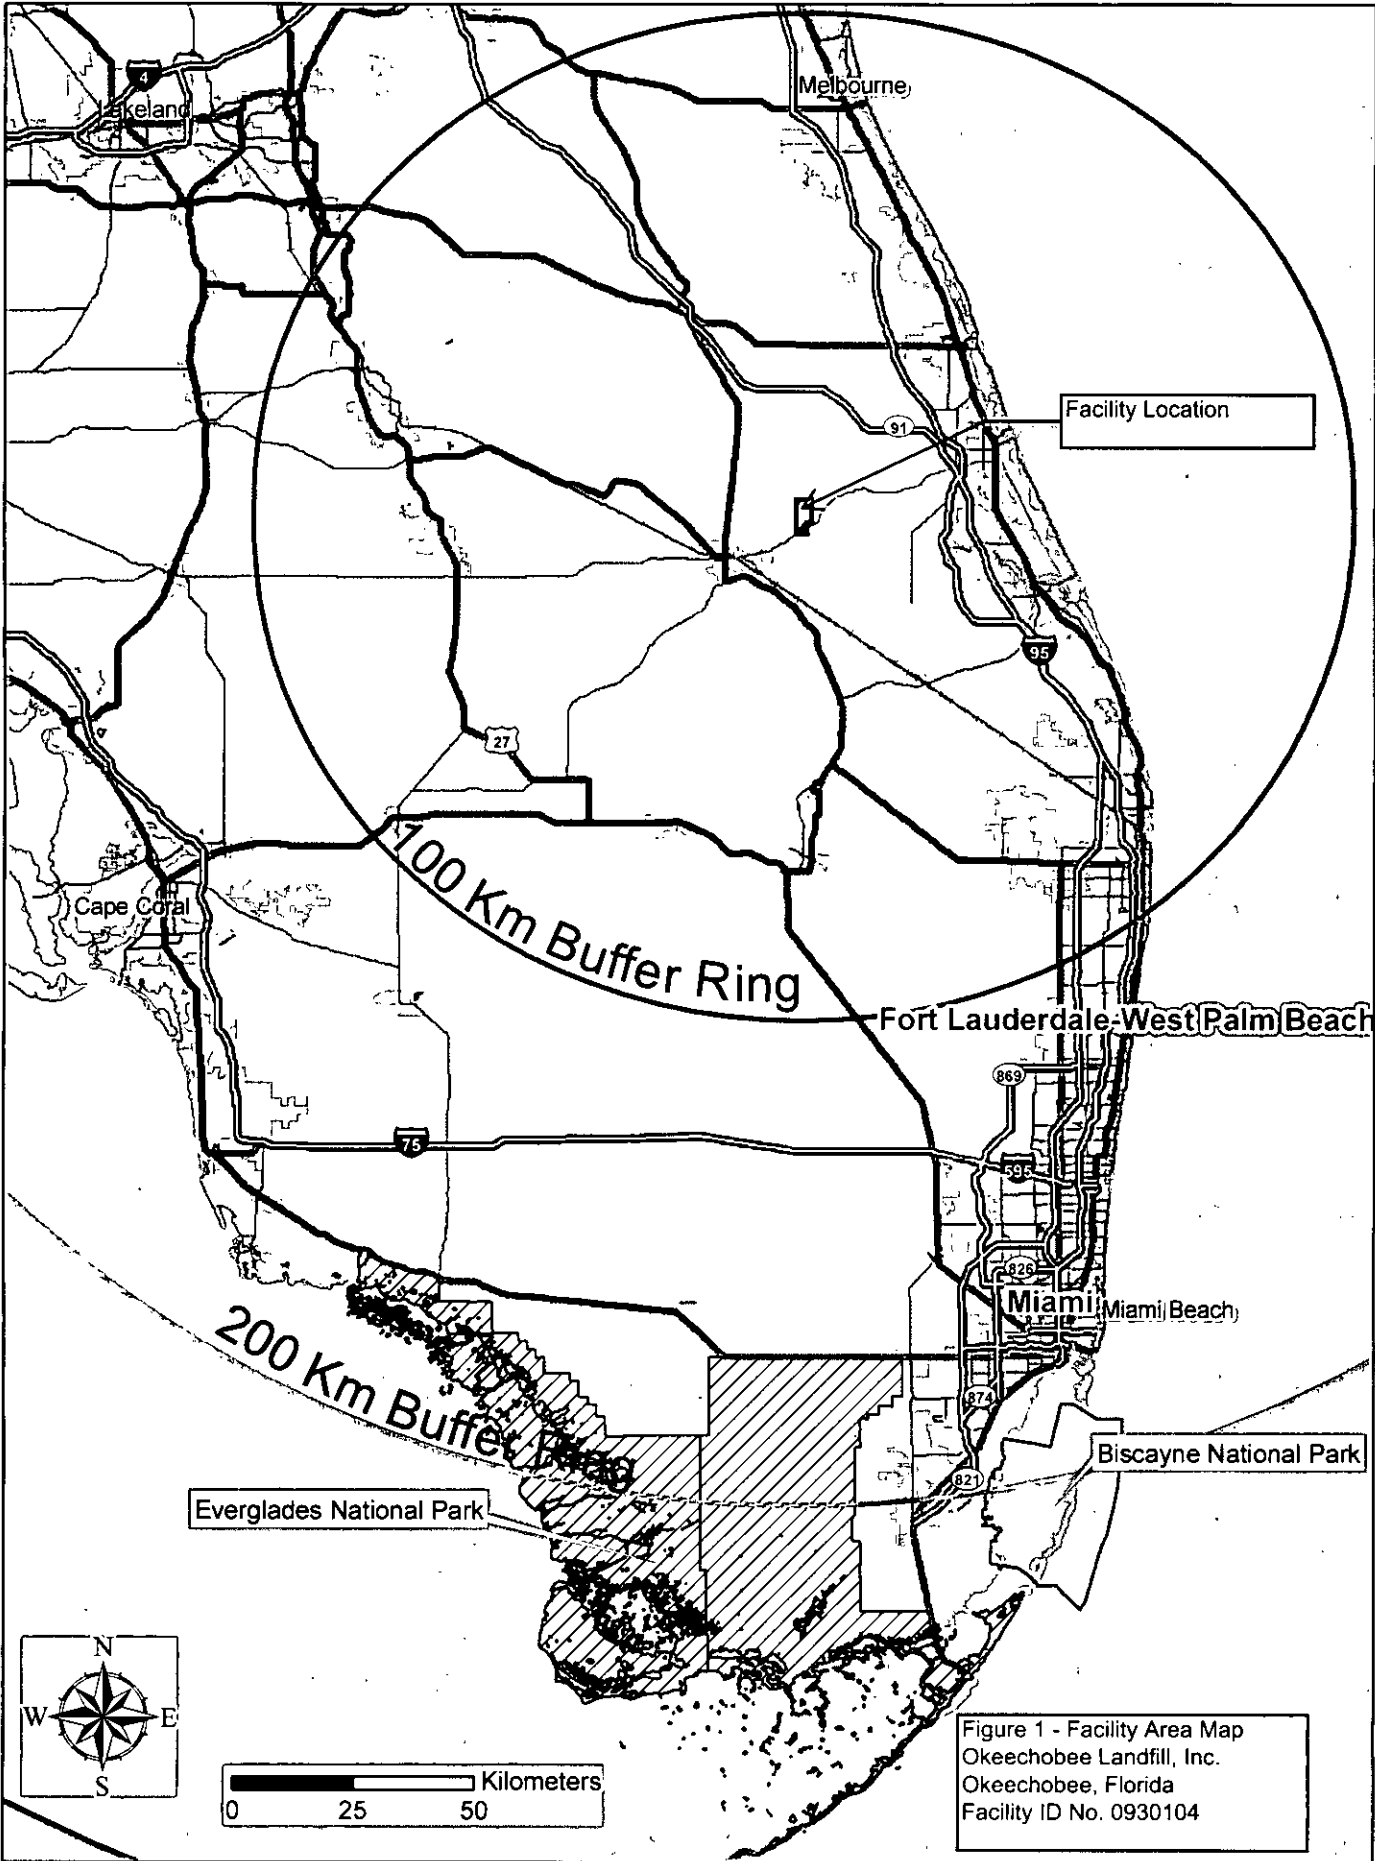 4
Lakeland
Melbourne
Facility Location
91
95
27
100 Km Buffer Ring
Cape Coral
Fort Lauderdale-West Palm Beach
869
75
595
826
Miami
Miami Beach
200 Km Buffer Ring
874
Biscayne National Park
821
Everglades National Park
N
W E
S
Kilometers
0 25 50
Figure 1 - Facility Area Map
Okeechobee Landfill, Inc.
Okeechobee, Florida
Facility ID No. 0930104